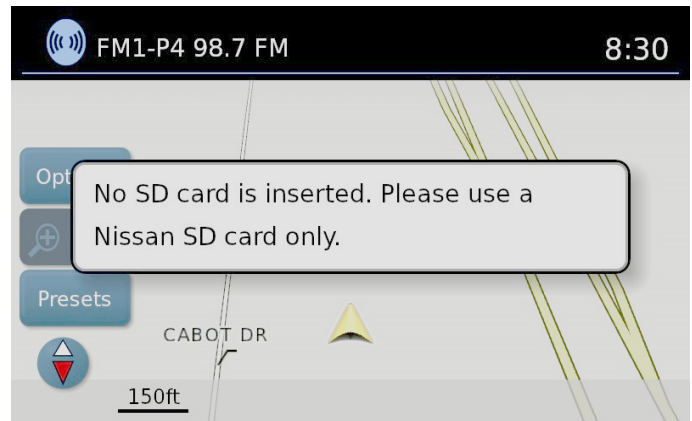 FM1-P4 98.7 FM
8:30
Opt
No SD card is inserted. Please use a
Nissan SD card only.
Presets
CABOT DR
150ft